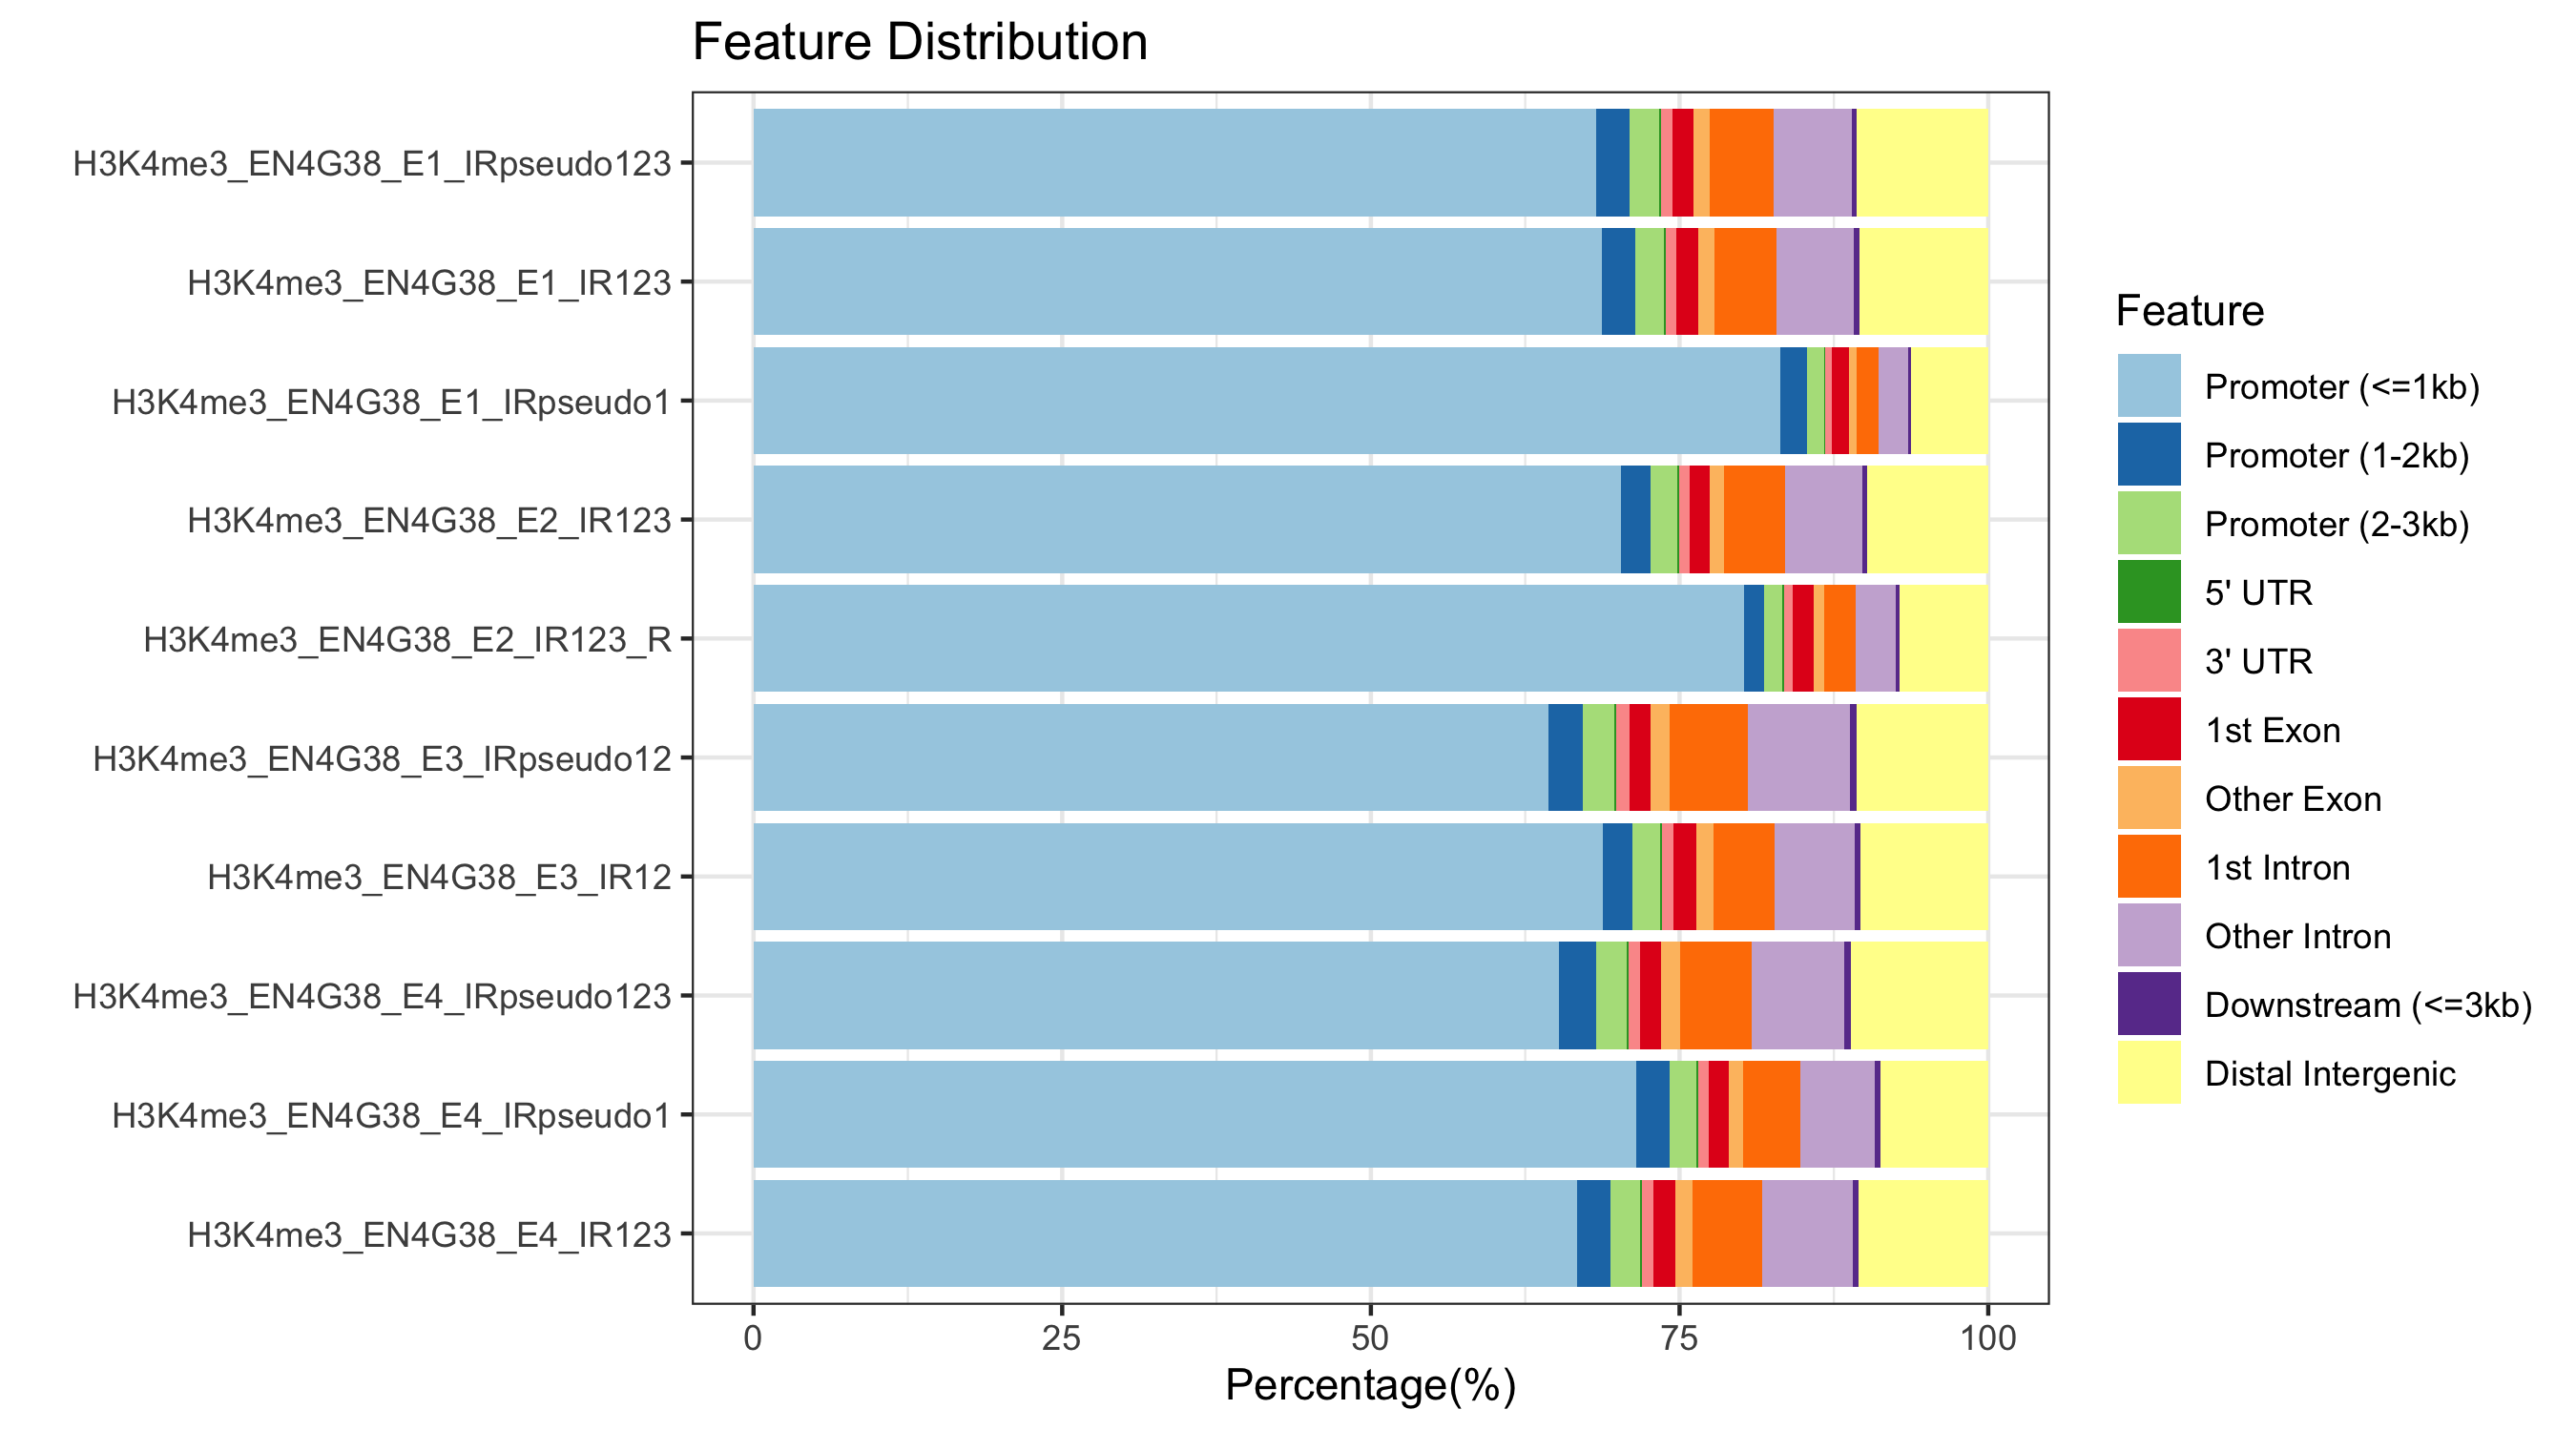 Feature Distribution
H3K4me3_EN4G38_E1_IRpseudo123
H3K4me3_EN4G38_E1_IR123
H3K4me3_EN4G38_E1_IRpseudo1
H3K4me3_EN4G38_E2_IR123
H3K4me3_EN4G38_E2_IR123_R
H3K4me3_EN4G38_E3_IRpseudo12
H3K4me3_EN4G38_E3_IR12
H3K4me3_EN4G38_E4_IRpseudo123
H3K4me3_EN4G38_E4_IRpseudo1
H3K4me3_EN4G38_E4_IR123
0 25 50 75 100
Percentage(%)
Feature
Promoter (<=1kb)
Promoter (1-2kb)
Promoter (2-3kb)
5' UTR
3' UTR
1st Exon
Other Exon
1st Intron
Other Intron
Downstream (<=3kb)
Distal Intergenic